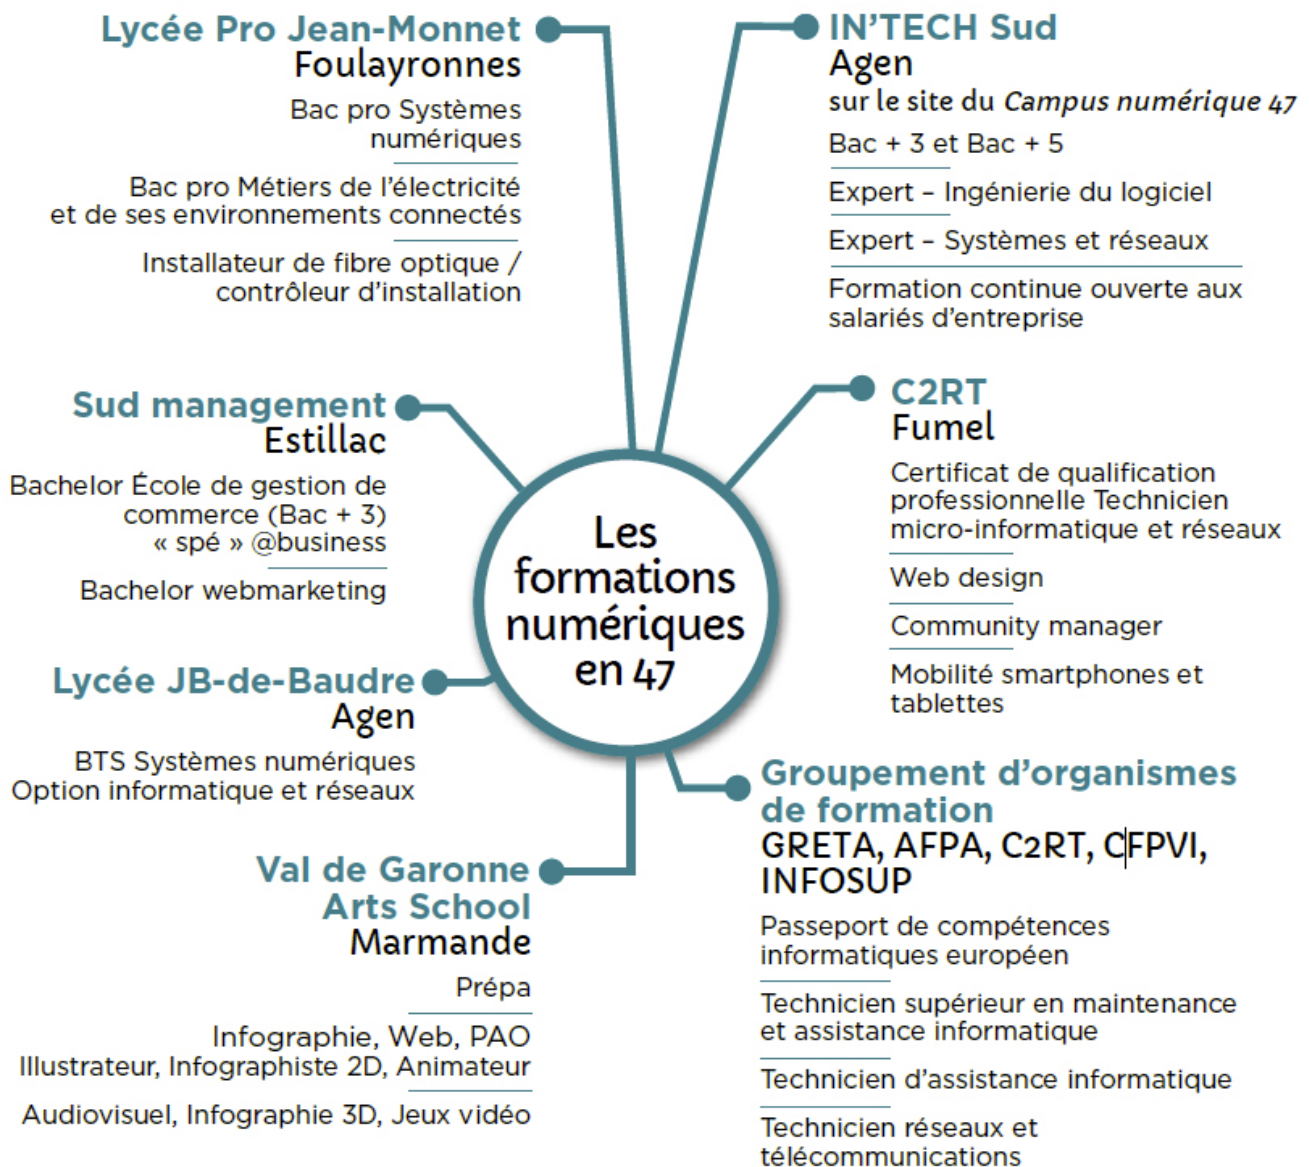 Lycée Pro Jean-Monnet
Foulayronnes
Bac pro Systèmes
numériques
Bac pro Métiers de l'électricité
et de ses environnements connectés
Installateur de fibre optique /
contrôleur d'installation
IN'TECH Sud
Agen
sur le site du Campus numérique 47
Bac + 3 et Bac + 5
Expert – Ingénierie du logiciel
Expert – Systèmes et réseaux
Formation continue ouverte aux
salariés d'entreprise
Sud management
Estillac
Bachelor École de gestion de
commerce (Bac + 3)
« spé » @business
Bachelor webmarketing
C2RT
Fumel
Certificat de qualification
professionnelle Technicien
micro-informatique et réseaux
Web design
Community manager
Mobilité smartphones et
tablettes
Les
formations
numériques
en 47
Lycée JB-de-Baudre
Agen
BTS Systèmes numériques
Option informatique et réseaux
Groupement d'organismes
de formation
GRETA, AFPA, C2RT, CFPVI,
INFOSUP
Passeport de compétences
informatiques européen
Technicien supérieur en maintenance
et assistance informatique
Technicien d'assistance informatique
Technicien réseaux et
télécommunications
Val de Garonne
Arts School
Marmande
Prépa
Infographie, Web, PAO
Illustrateur, Infographiste 2D, Animateur
Audiovisuel, Infographie 3D, Jeux vidéo